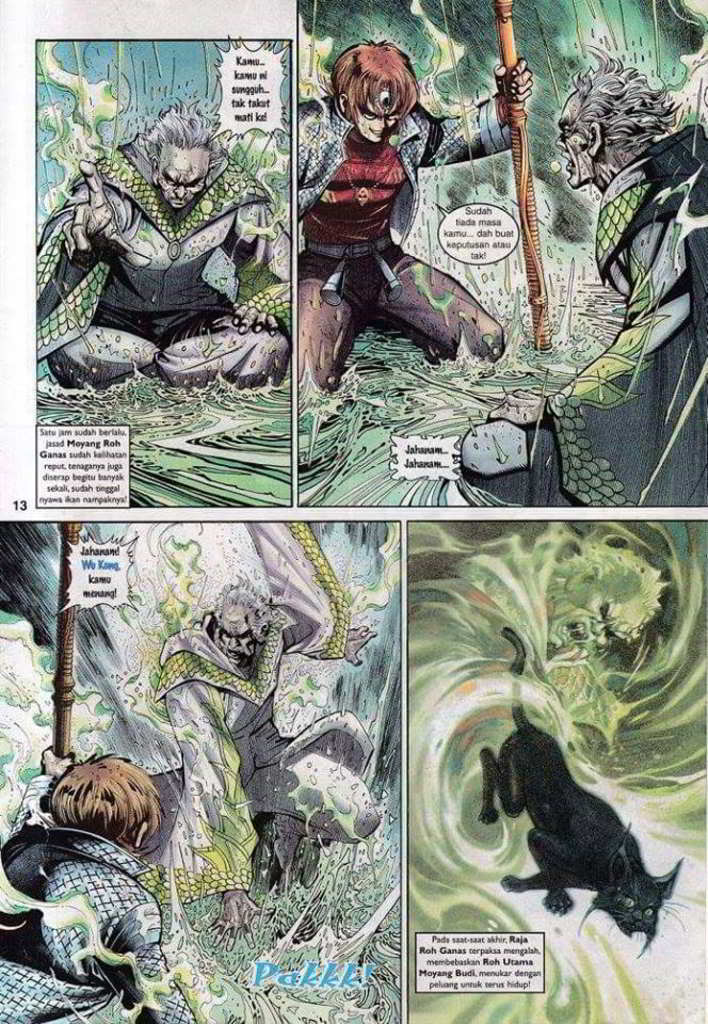 Kamu...
kamu ni
sungguh...
tak takut
mati ke!
Sudah
tiada masa
kamu... dah buat
keputusan atau
tak!
Satu jam sudah berlalu,
jasad Moyang Roh
Ganas sudah kelihatan
reput, tenaganya juga
diserap begitu banyak
sekali, sudah tinggal
nyawa ikan nampaknya!
Jahanam...
Jahanam...
13
Jahanam!
Wu Kong,
kamu
menang!
Pakkk!
Pada saat-saat akhir, Raja
Roh Ganas terpaksa mengalah,
membebaskan Roh Utama
Moyang Budi, menukar dengan
peluang untuk terus hidup!